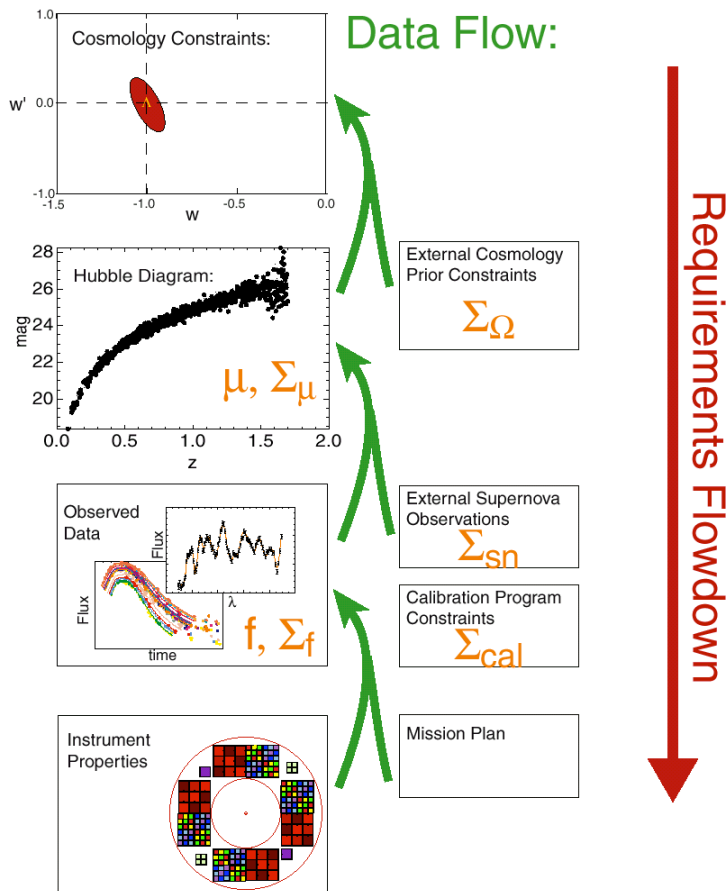 Data Flow:
Cosmology Constraints:
1.0
w'
0.0
Λ
-1.0
-1.5
-1.0
-0.5
0.0
w
Hubble Diagram:
28
26
24
22
20
mag
μ, Σμ
0.0
0.5
1.0
1.5
2.0
z
External Cosmology
Prior Constraints
ΣΩ
Observed
Data
Flux
λ
Flux
time
f, Σf
External Supernova
Observations
Σsn
Calibration Program
Constraints
Σcal
Instrument
Properties
Mission Plan
Requirements Flowdown